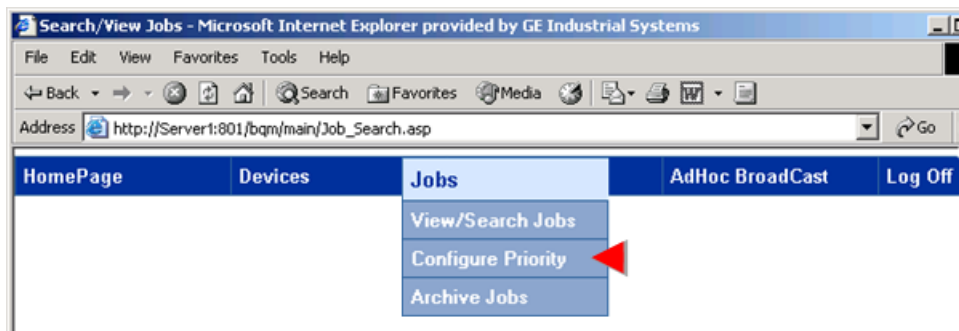 Search/View Jobs - Microsoft Internet Explorer provided by GE Industrial Systems
File Edit View Favorites Tools Help
Back Search Favorites Media W
Address http://Server1:801/bqm/main/Job_Search.asp Go
HomePage Devices Jobs AdHoc BroadCast Log Off
View/Search Jobs
Configure Priority
Archive Jobs